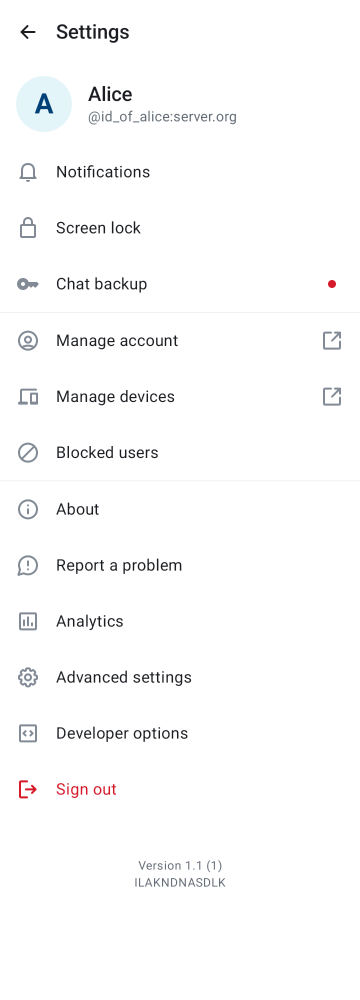 Settings
A
Alice
@id_of_alice:server.org
Notifications
Screen lock
Chat backup
Manage account
Manage devices
Blocked users
About
Report a problem
Analytics
Advanced settings
Developer options
Sign out
Version 1.1 (1)
ILAKNDNASDLK